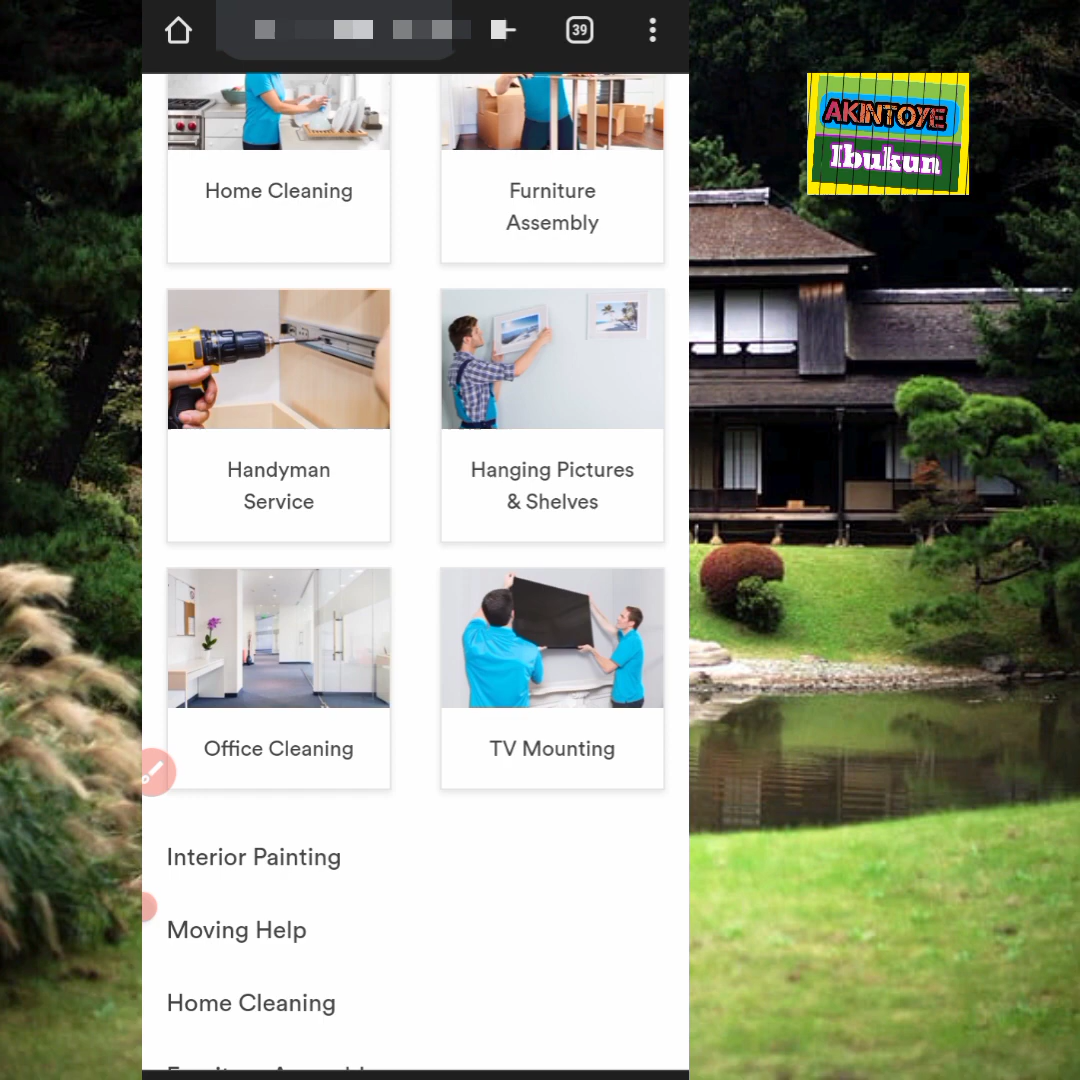 39
AKINTOYE
Ibukun
Home Cleaning
Furniture
Assembly
Handyman
Service
Hanging Pictures
& Shelves
Office Cleaning
TV Mounting
Interior Painting
Moving Help
Home Cleaning